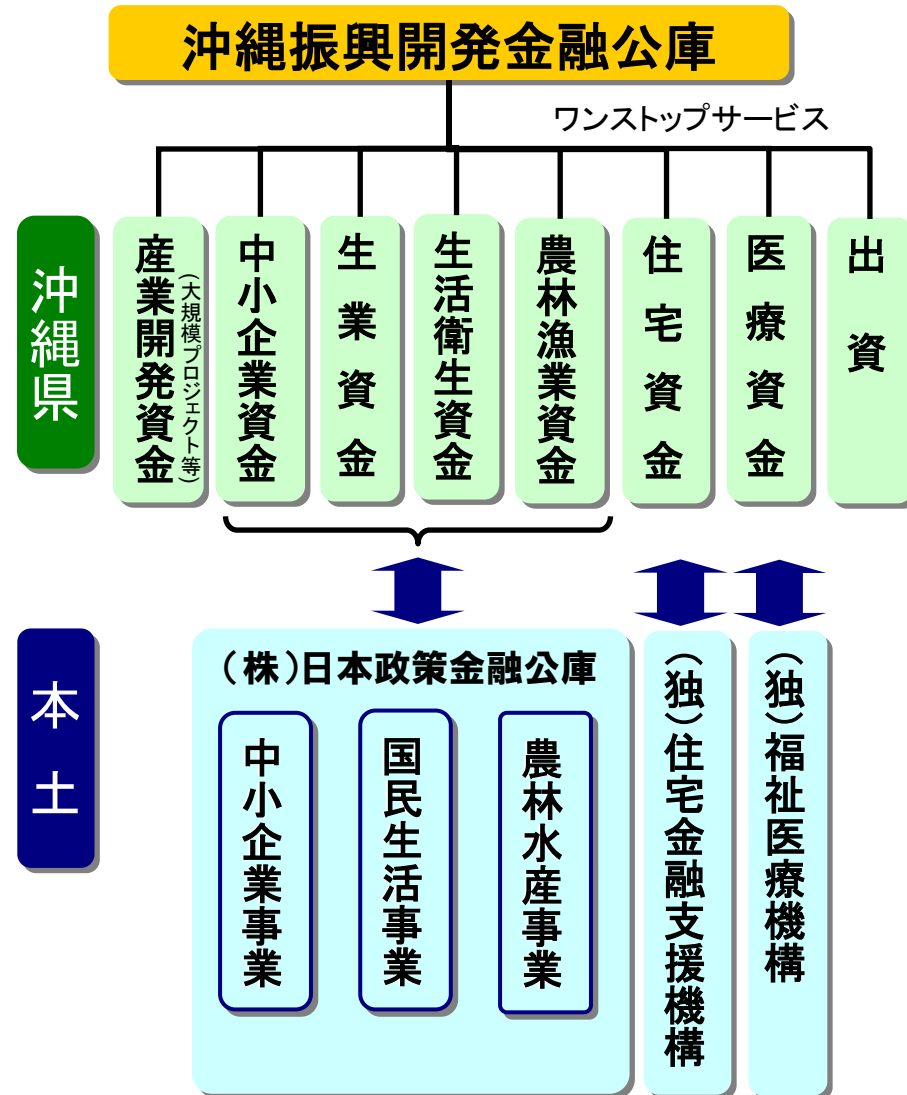 沖縄振興開発金融公庫
ワンストップサービス
沖縄県
産業開発資金
(大規模プロジェクト等)
中小企業資金
生業資金
生活衛生資金
農林漁業資金
住宅資金
医療資金
出資
本土
(株)日本政策金融公庫
中小企業事業
国民生活事業
農林水産事業
(独)住宅金融支援機構
(独)福祉医療機構